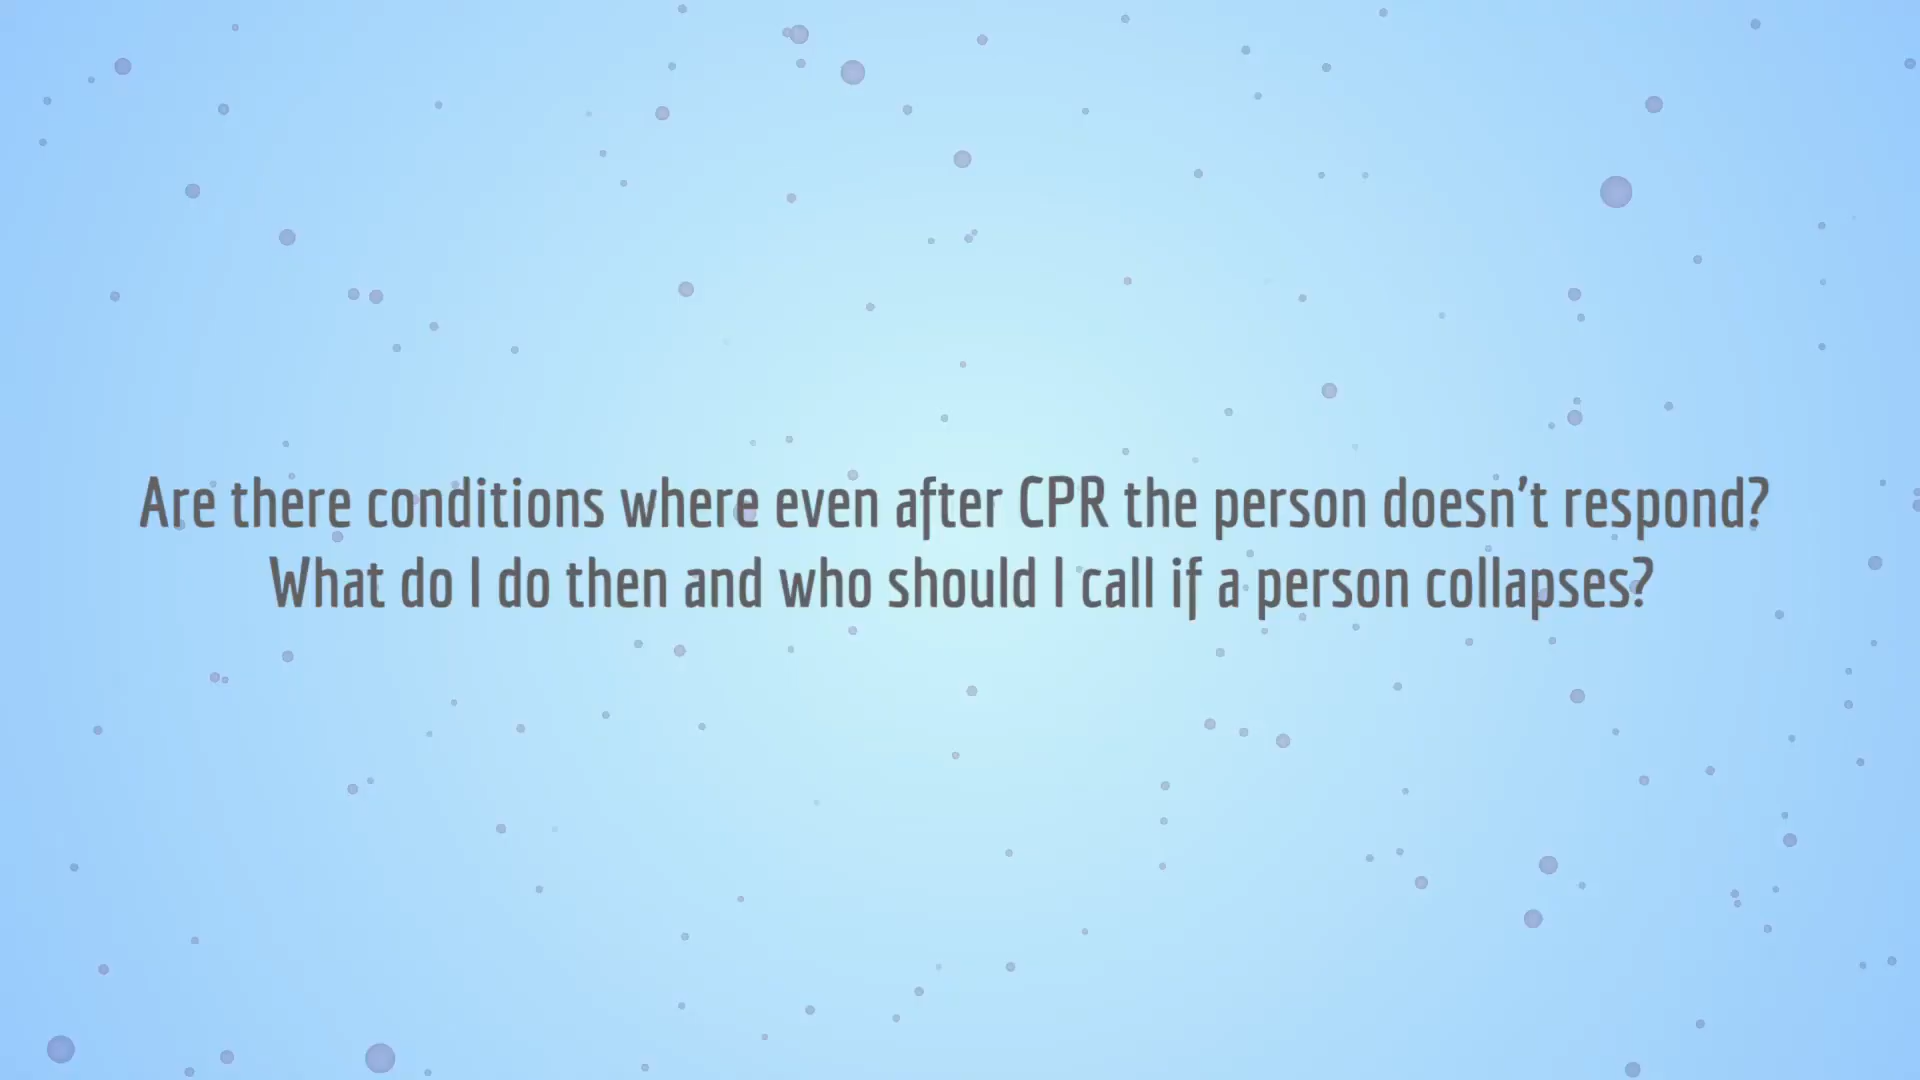 Are there conditions where even after CPR the person doesn't respond?
What do I do then and who should I call if a person collapses?